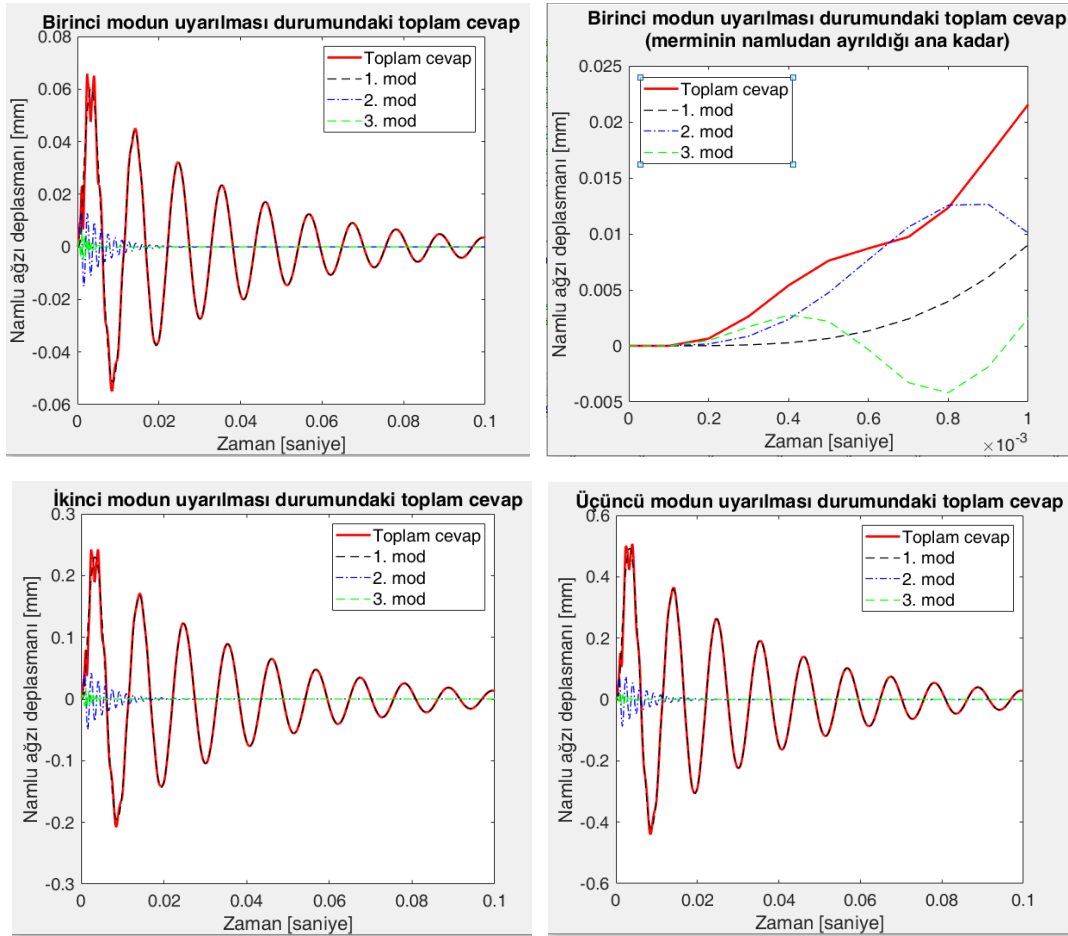 Birinci modun uyarılması durumundaki toplam cevap
0.08
0.06
0.04
0.02
0
-0.02
-0.04
-0.06
Namlu ağzı deplasmanı [mm]
Toplam cevap
1. mod
2. mod
3. mod
0
0.02
0.04
0.06
0.08
0.1
Zaman [saniye]
Birinci modun uyarılması durumundaki toplam cevap
(merminin namludan ayrıldığı ana kadar)
0.025
0.02
0.015
0.01
0.005
0
-0.005
Namlu ağzı deplasmanı [mm]
Toplam cevap
1. mod
2. mod
3. mod
0
0.2
0.4
0.6
0.8
1
×10⁻³
Zaman [saniye]
İkinci modun uyarılması durumundaki toplam cevap
0.3
0.2
0.1
0
-0.1
-0.2
-0.3
Namlu ağzı deplasmanı [mm]
Toplam cevap
1. mod
2. mod
3. mod
0
0.02
0.04
0.06
0.08
0.1
Zaman [saniye]
Üçüncü modun uyarılması durumundaki toplam cevap
0.6
0.4
0.2
0
-0.2
-0.4
-0.6
Namlu ağzı deplasmanı [mm]
Toplam cevap
1. mod
2. mod
3. mod
0
0.02
0.04
0.06
0.08
0.1
Zaman [saniye]